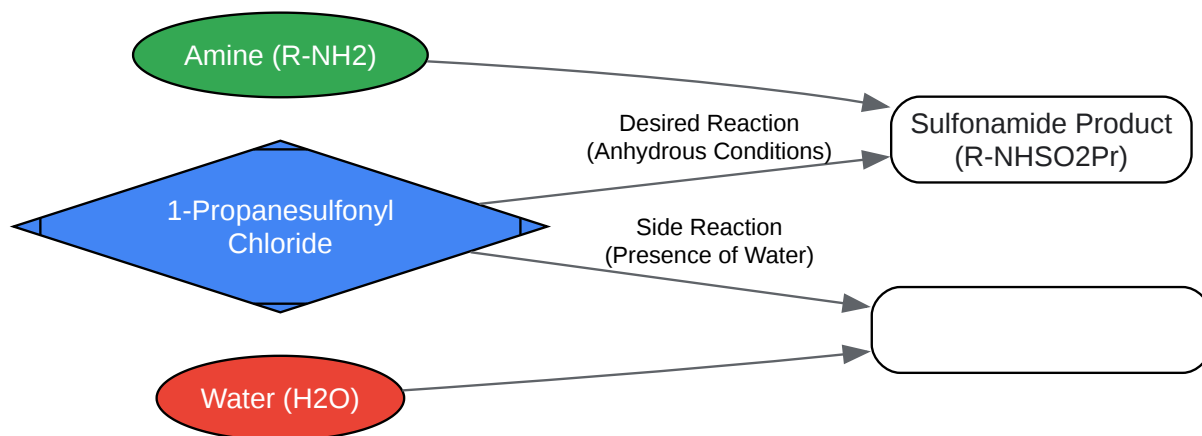 Amine (R-NH2)
Desired Reaction
(Anhydrous Conditions)
Sulfonamide Product
(R-NHSO2Pr)
1-Propanesulfonyl
Chloride
Side Reaction
(Presence of Water)
Water (H2O)